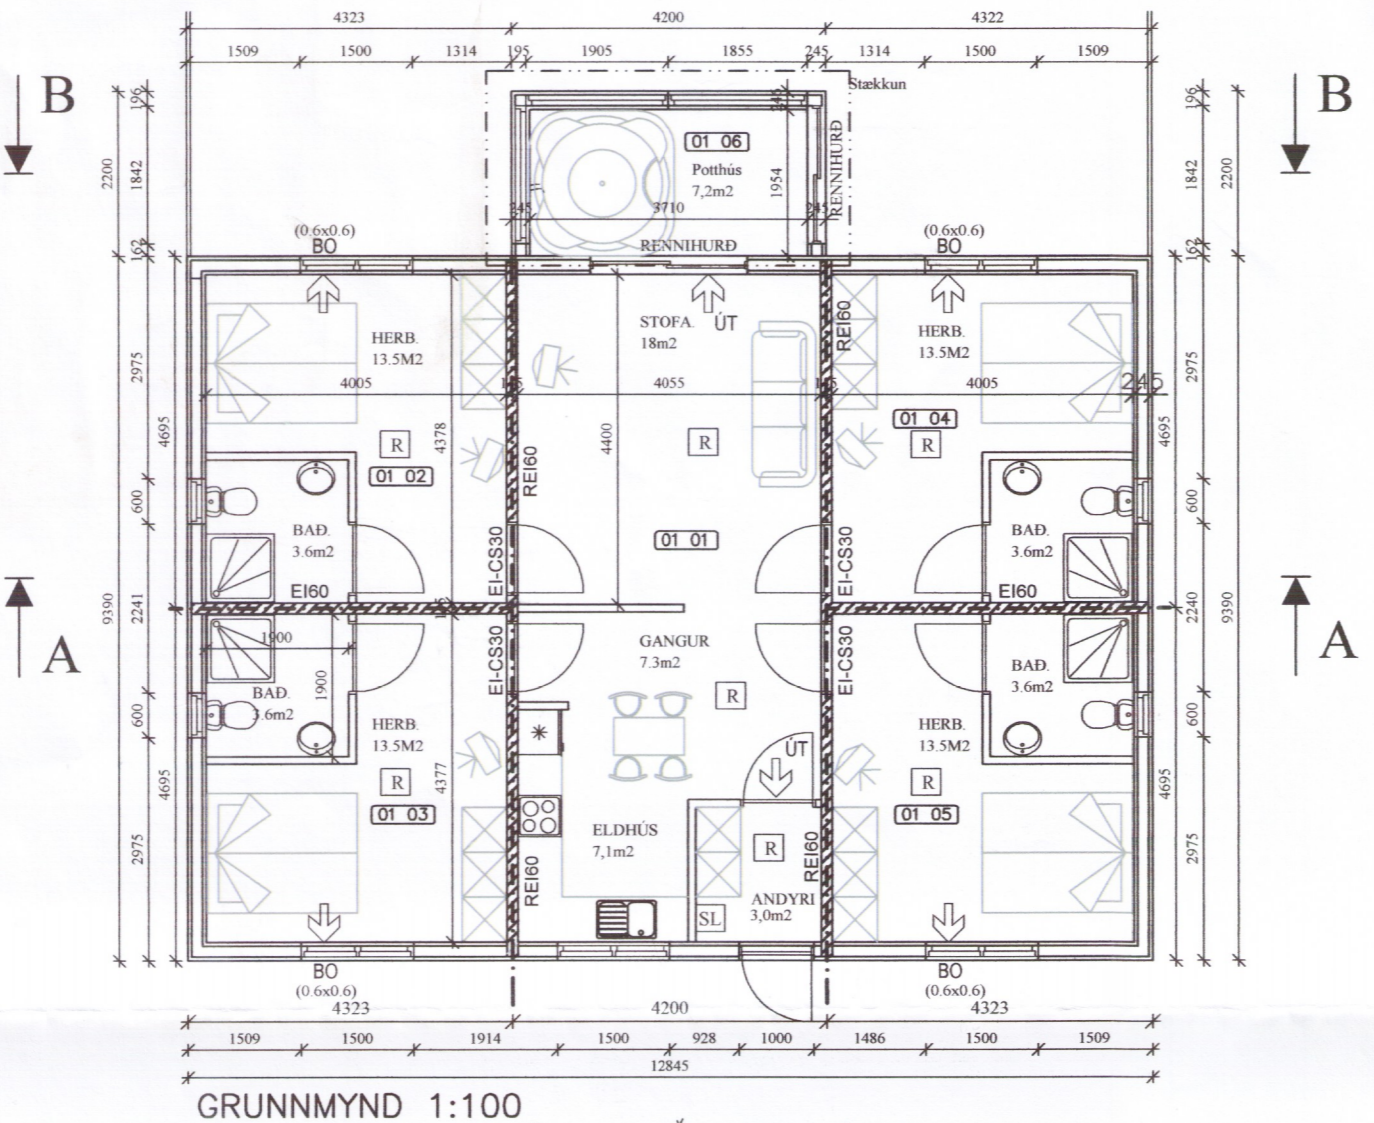 4323 4200 4322
1509 1500 1314 195 1905 1855 245 1314 1500 1509
B
B
Stækkun
196
1842
2200
162
245
01 06
Potthús
7,2m2
1954
RENNIHURÐ
245 3710 245
RENNIHURÐ
196
1842
2200
162
(0.6x0.6)
BO
(0.6x0.6)
BO
HERB.
13.5M2
STOFA.
18m2
ÚT
REI60
HERB.
13.5M2
2975
4695
600
2241
9390
600
4695
2975
4005 145 4055 145 4005 245
R
01 02
4378
REI60
4400
R
01 04
R
2975
4695
600
2240
9390
600
4695
2975
BAÐ.
3.6m2
EI60
EI-CS30
01 01
EI-CS30
BAÐ.
3.6m2
EI60
A
A
1900
BAÐ.
3.6m2
1900
EI-CS30
GANGUR
7.3m2
EI-CS30
BAÐ.
3.6m2
R
HERB.
13.5M2
HERB.
13.5M2
ÚT
R
01 03
4377
R
01 05
ELDHÚS
7,1m2
R
REI60
REI60
ANDYRI
3,0m2
SL
BO
(0.6x0.6)
BO
(0.6x0.6)
4323 4200 4323
1509 1500 1914 1500 928 1000 1486 1500 1509
12845
GRUNNMYND 1:100